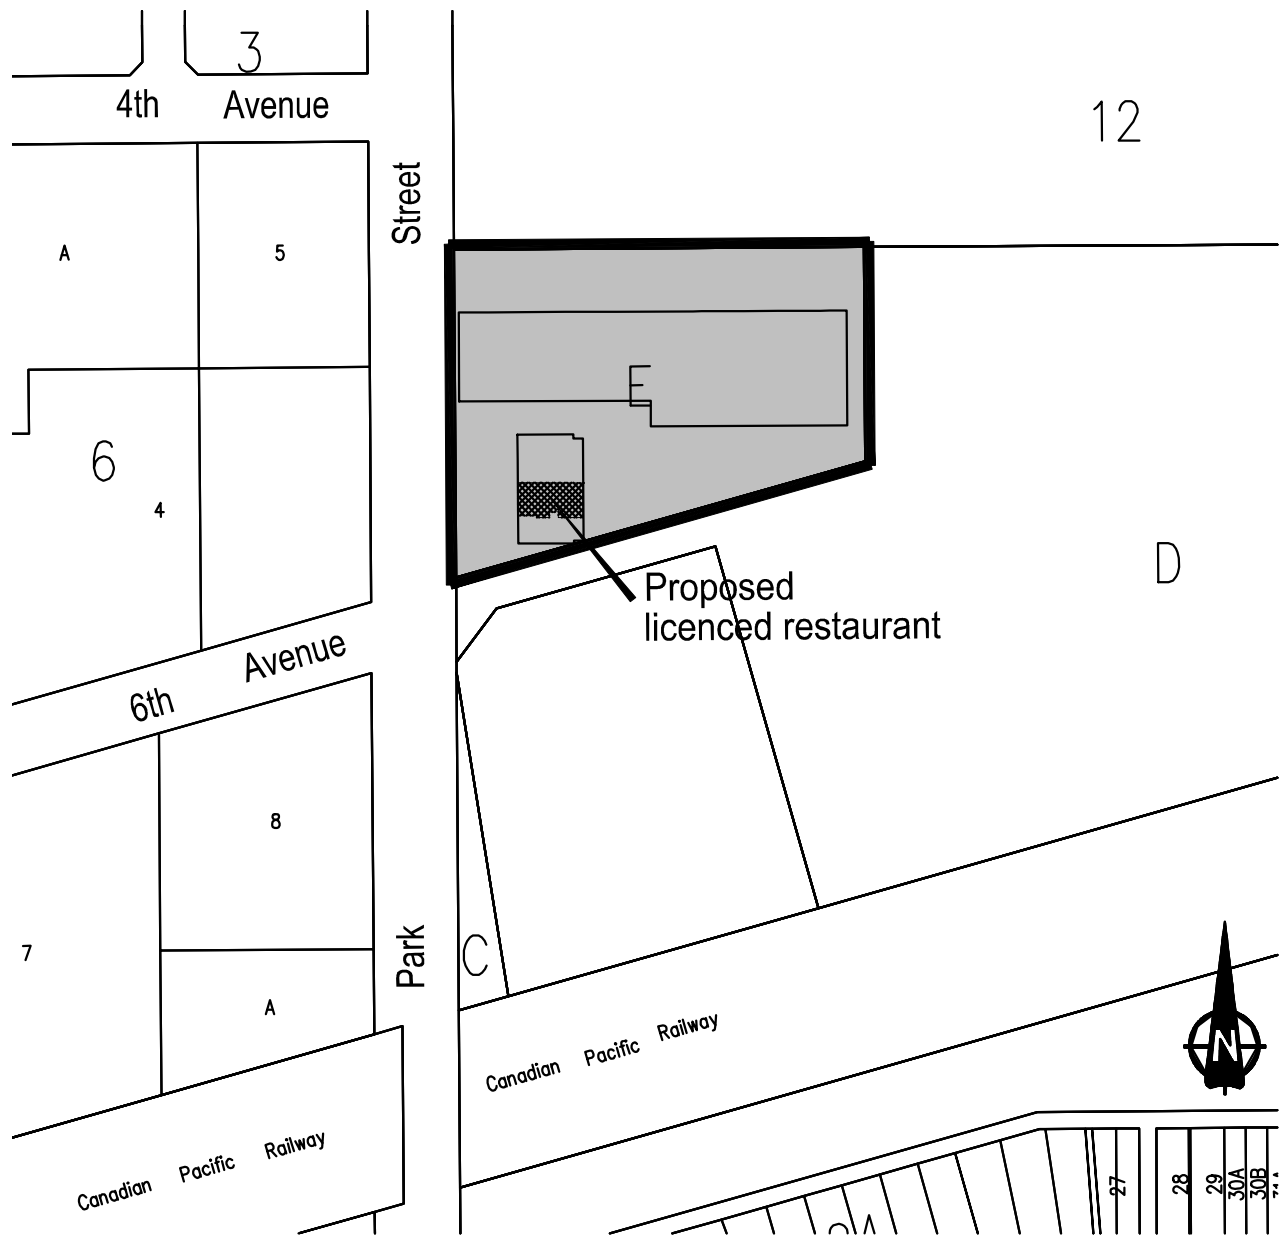 3
4th Avenue
12
Street
A
5
E
6
4
D
Proposed
licenced restaurant
6th Avenue
8
7
Park
C
A
N
Canadian Pacific Railway
Canadian Pacific Railway
27
28
29
30A
30B